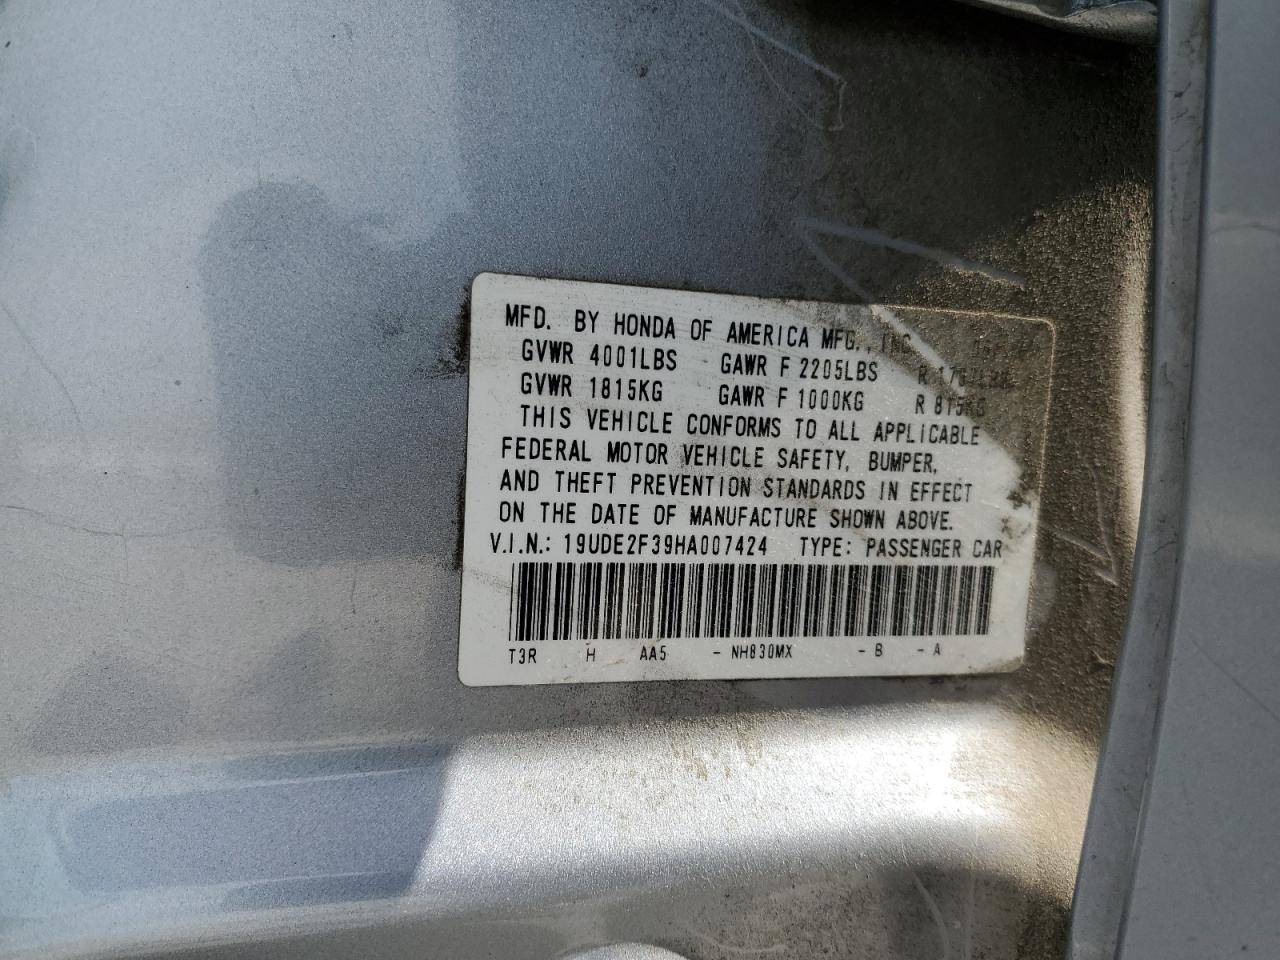 MFD. BY HONDA OF AMERICA MFG., INC.
GVWR 4001LBS GAWR F 2205LBS R
GVWR 1815KG GAWR F 1000KG R 815KG
THIS VEHICLE CONFORMS TO ALL APPLICABLE
FEDERAL MOTOR VEHICLE SAFETY, BUMPER,
AND THEFT PREVENTION STANDARDS IN EFFECT
ON THE DATE OF MANUFACTURE SHOWN ABOVE.
V.I.N.: 19UDE2F39HA007424 TYPE: PASSENGER CAR
T3R H AA5 - NH830MX - B - A